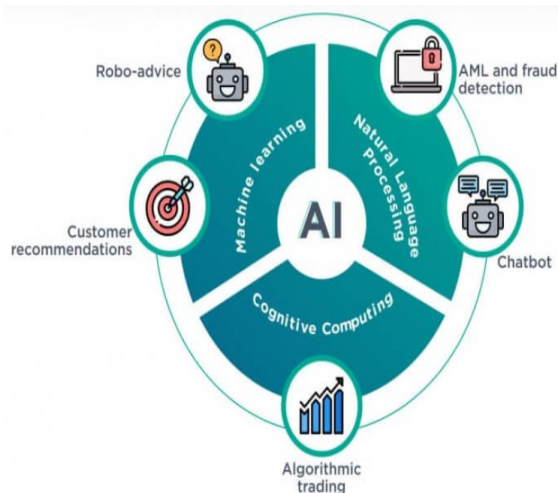 ?
Robo-advice
AML and fraud
detection
Machine learning
Natural Language
Processing
AI
Customer
recommendations
Chatbot
Cognitive Computing
Algorithmic
trading